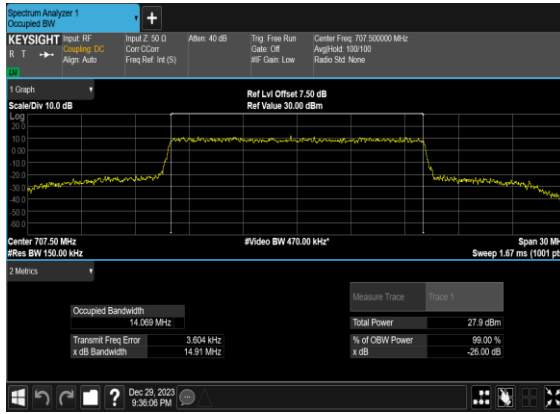 Spectrum Analyzer 1
Occupied BW
+
KEYSIGHT Input: RF Input Z: 50 Ω Atten: 40 dB Trig: Free Run Center Freq: 707.500000 MHz
R T Coupling: DC Corr CCorr Gate: Off Avg|Hold: 100/100
Align: Auto Freq Ref: Int (S) #IF Gain: Low Radio Std: None
1 Graph
Ref Lvl Offset 7.50 dB
Scale/Div 10.0 dB Ref Value 30.00 dBm
Log
20.0
10.0
0.00
-10.0
-20.0
-30.0
-40.0
-50.0
-60.0
Center 707.50 MHz #Video BW 470.00 kHz* Span 30 MH
#Res BW 150.00 kHz Sweep 1.67 ms (1001 pt
2 Metrics
Measure Trace Trace 1
Occupied Bandwidth
14.069 MHz Total Power 27.9 dBm
Transmit Freq Error 3.604 kHz % of OBW Power 99.00 %
x dB Bandwidth 14.91 MHz x dB -26.00 dB
? Dec 29, 2023
9:36:06 PM